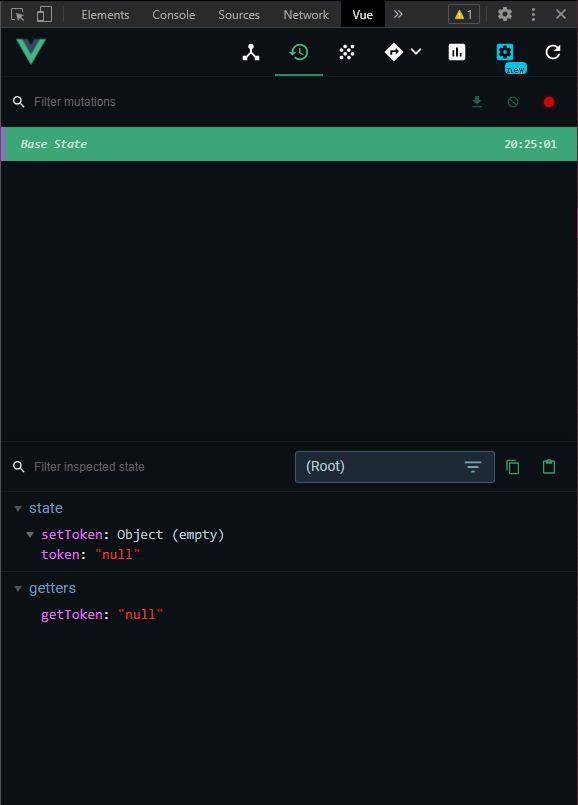 Elements Console Sources Network Vue » 1
new
Filter mutations
Base State 20:25:01
Filter inspected state (Root)
state
setToken: Object (empty)
token: "null"
getters
getToken: "null"